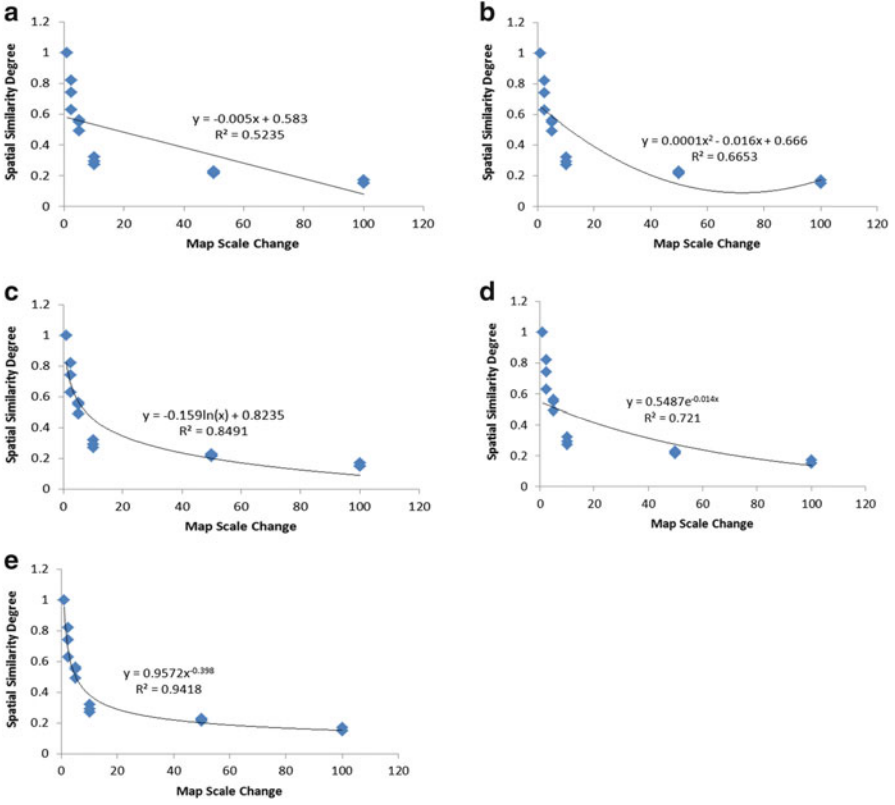 a
1.2
1
0.8
0.6
0.4
0.2
0
Spatial Similarity Degree
y = -0.005x + 0.583
R² = 0.5235
0 20 40 60 80 100 120
Map Scale Change
b
1.2
1
0.8
0.6
0.4
0.2
0
Spatial Similarity Degree
y = 0.0001x² - 0.016x + 0.666
R² = 0.6653
0 20 40 60 80 100 120
Map Scale Change
c
1.2
1
0.8
0.6
0.4
0.2
0
Spatial Similarity Degree
y = -0.159ln(x) + 0.8235
R² = 0.8491
0 20 40 60 80 100 120
Map Scale Change
d
1.2
1
0.8
0.6
0.4
0.2
0
Spatial Similarity Degree
y = 0.5487e⁻⁰·⁰¹⁴ˣ
R² = 0.721
0 20 40 60 80 100 120
Map Scale Change
e
1.2
1
0.8
0.6
0.4
0.2
0
Spatial Similarity Degree
y = 0.9572x⁻⁰·³⁹⁸
R² = 0.9418
0 20 40 60 80 100 120
Map Scale Change